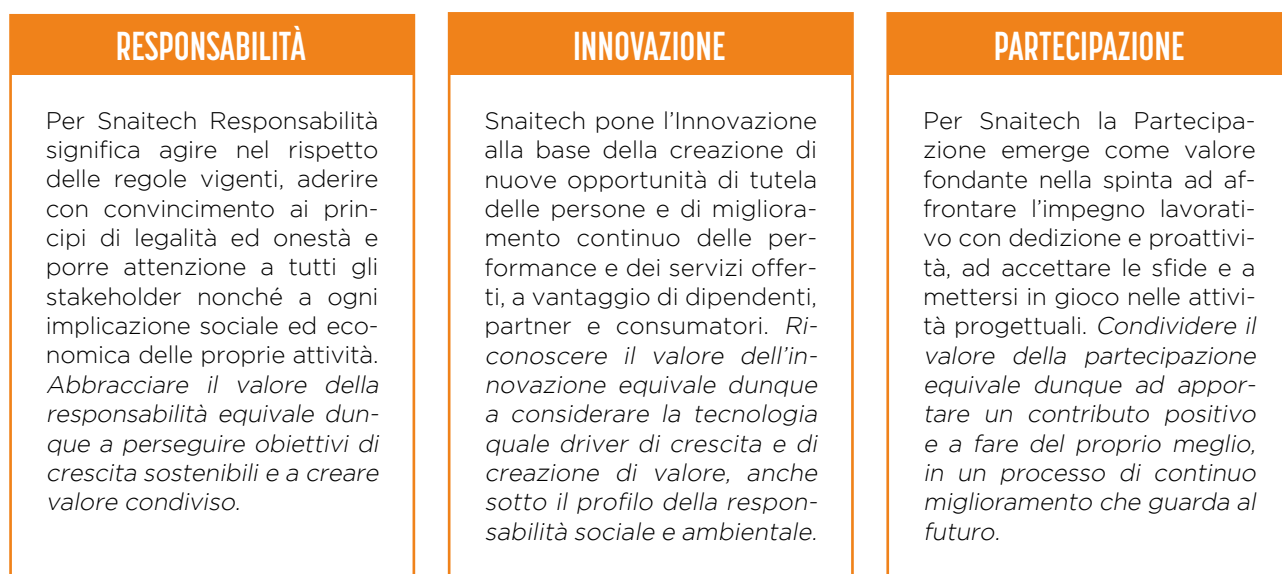 RESPONSABILITÀ
Per Snaitech Responsabilità
significa agire nel rispetto
delle regole vigenti, aderire
con convincimento ai prin-
cipi di legalità ed onestà e
porre attenzione a tutti gli
stakeholder nonché a ogni
implicazione sociale ed eco-
nomica delle proprie attività.
Abbracciare il valore della
responsabilità equivale dun-
que a perseguire obiettivi di
crescita sostenibili e a creare
valore condiviso.
INNOVAZIONE
Snaitech pone l’Innovazione
alla base della creazione di
nuove opportunità di tutela
delle persone e di migliora-
mento continuo delle per-
formance e dei servizi offer-
ti, a vantaggio di dipendenti,
partner e consumatori. Ri-
conoscere il valore dell’in-
novazione equivale dunque
a considerare la tecnologia
quale driver di crescita e di
creazione di valore, anche
sotto il profilo della respon-
sabilità sociale e ambientale.
PARTECIPAZIONE
Per Snaitech la Partecipa-
zione emerge come valore
fondante nella spinta ad af-
frontare l’impegno lavorati-
vo con dedizione e proattivi-
tà, ad accettare le sfide e a
mettersi in gioco nelle attivi-
tà progettuali. Condividere il
valore della partecipazione
equivale dunque ad appor-
tare un contributo positivo
e a fare del proprio meglio,
in un processo di continuo
miglioramento che guarda al
futuro.